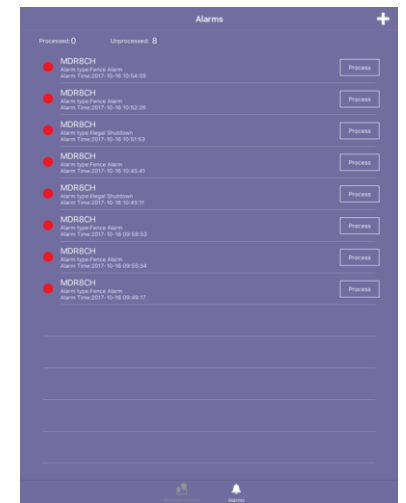 Alarms
Processed: 0 Unprocessed: 8
MDR8CH
Alarm type:Fence Alarm
Alarm Time:2017-10-16 10:54:59
Process
MDR8CH
Alarm type:Fence Alarm
Alarm Time:2017-10-16 10:52:26
Process
MDR8CH
Alarm type:Illegal Shutdown
Alarm Time:2017-10-16 10:51:53
Process
MDR8CH
Alarm type:Fence Alarm
Alarm Time:2017-10-16 10:45:41
Process
MDR8CH
Alarm type:Illegal Shutdown
Alarm Time:2017-10-16 10:45:11
Process
MDR8CH
Alarm type:Fence Alarm
Alarm Time:2017-10-16 09:58:53
Process
MDR8CH
Alarm type:Fence Alarm
Alarm Time:2017-10-16 09:55:34
Process
MDR8CH
Alarm type:Fence Alarm
Alarm Time:2017-10-16 09:49:17
Process
Alarms